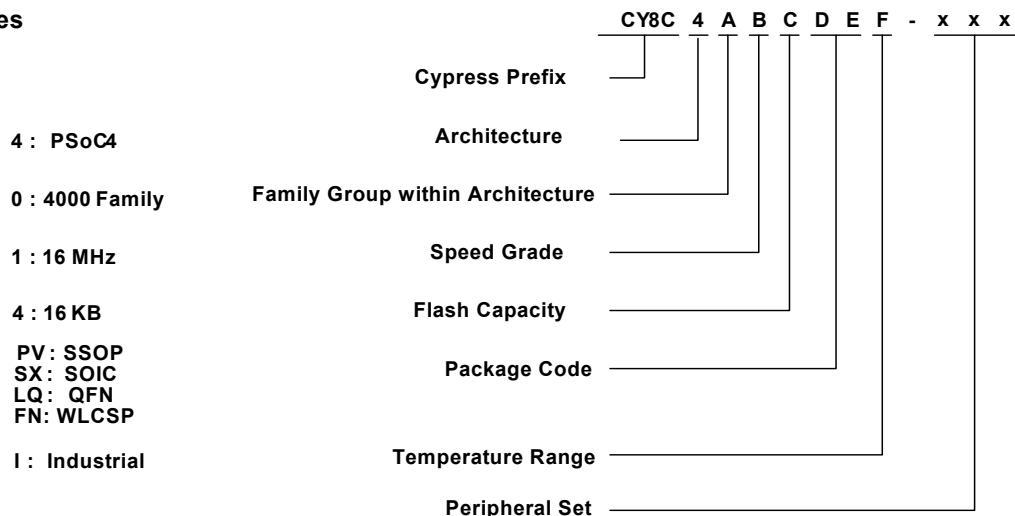 es
CY8C 4 A B C D E F - x x x
Cypress Prefix
4 : PSoC4
Architecture
0 : 4000 Family
Family Group within Architecture
1 : 16 MHz
Speed Grade
4 : 16 KB
Flash Capacity
PV : SSOP
SX : SOIC
LQ : QFN
FN: WLCSP
Package Code
I : Industrial
Temperature Range
Peripheral Set